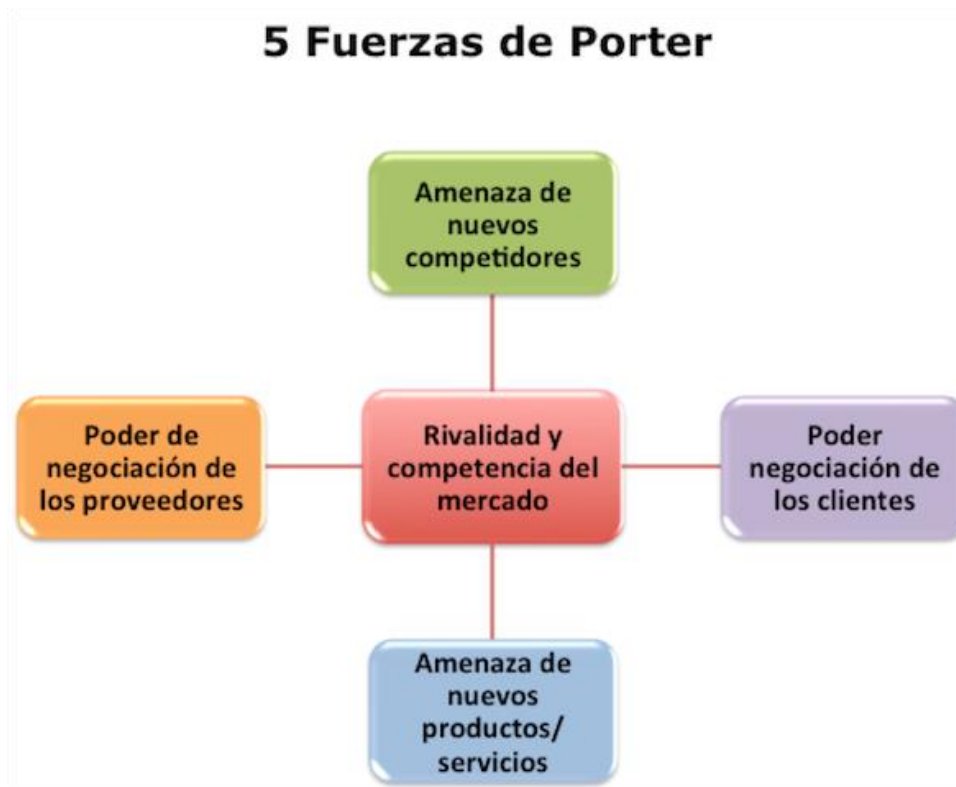 5 Fuerzas de Porter
Amenaza de
nuevos
competidores
Poder de
negociación de
los proveedores
Rivalidad y
competencia del
mercado
Poder
negociación de
los clientes
Amenaza de
nuevos
productos/
servicios